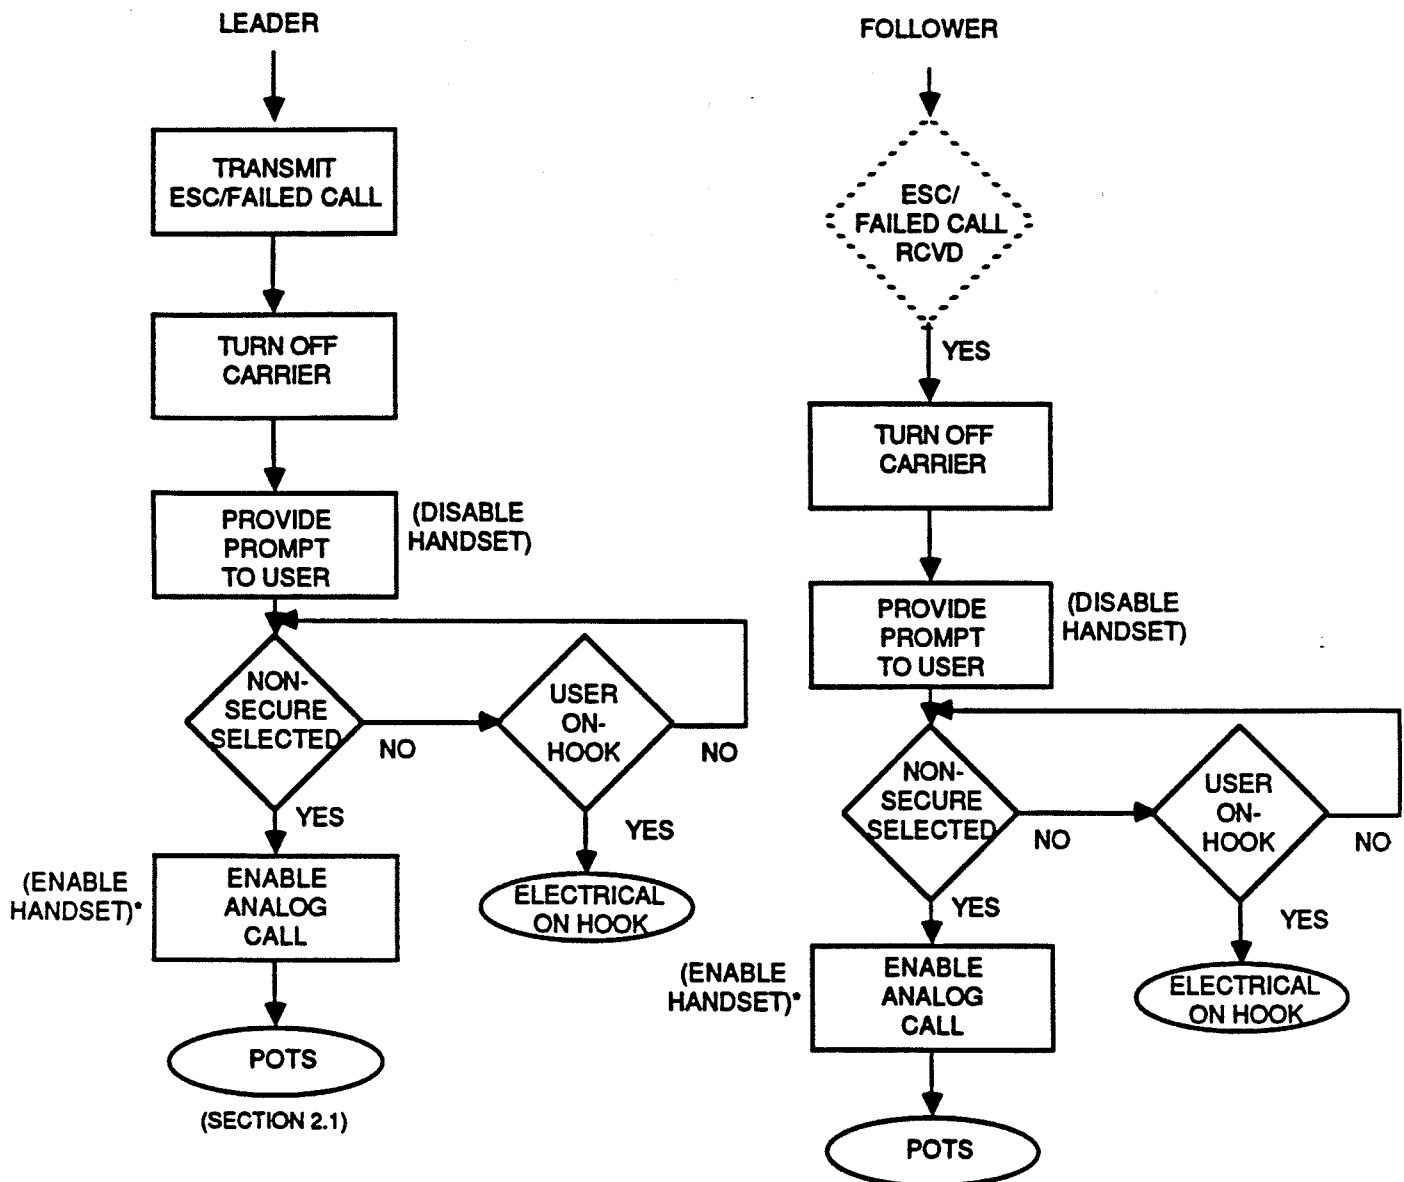 LEADER
TRANSMIT
ESC/FAILED CALL
TURN OFF
CARRIER
PROVIDE
PROMPT
TO USER
(DISABLE
HANDSET)
NON-
SECURE
SELECTED
NO
USER
ON-
HOOK
NO
YES
YES
(ENABLE
HANDSET)*
ENABLE
ANALOG
CALL
ELECTRICAL
ON HOOK
POTS
(SECTION 2.1)
FOLLOWER
ESC/
FAILED CALL
RCVD
YES
TURN OFF
CARRIER
PROVIDE
PROMPT
TO USER
(DISABLE
HANDSET)
NON-
SECURE
SELECTED
NO
USER
ON-
HOOK
NO
YES
YES
(ENABLE
HANDSET)*
ENABLE
ANALOG
CALL
ELECTRICAL
ON HOOK
POTS